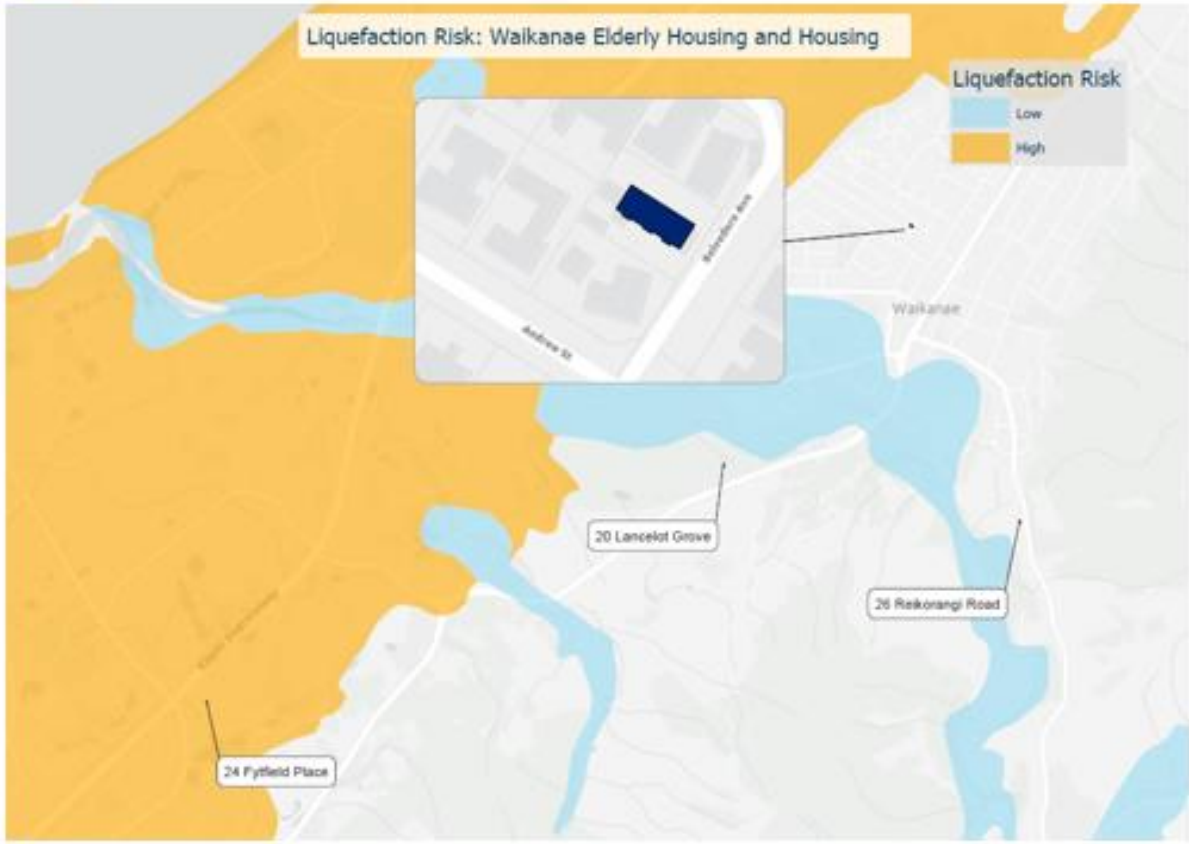 Liquefaction Risk: Waikanae Elderly Housing and Housing
Liquefaction Risk
Low
High
Belvedere Ave
Andrew St
Waikanae
20 Lancelot Grove
26 Reikorangi Road
24 Fytfield Place